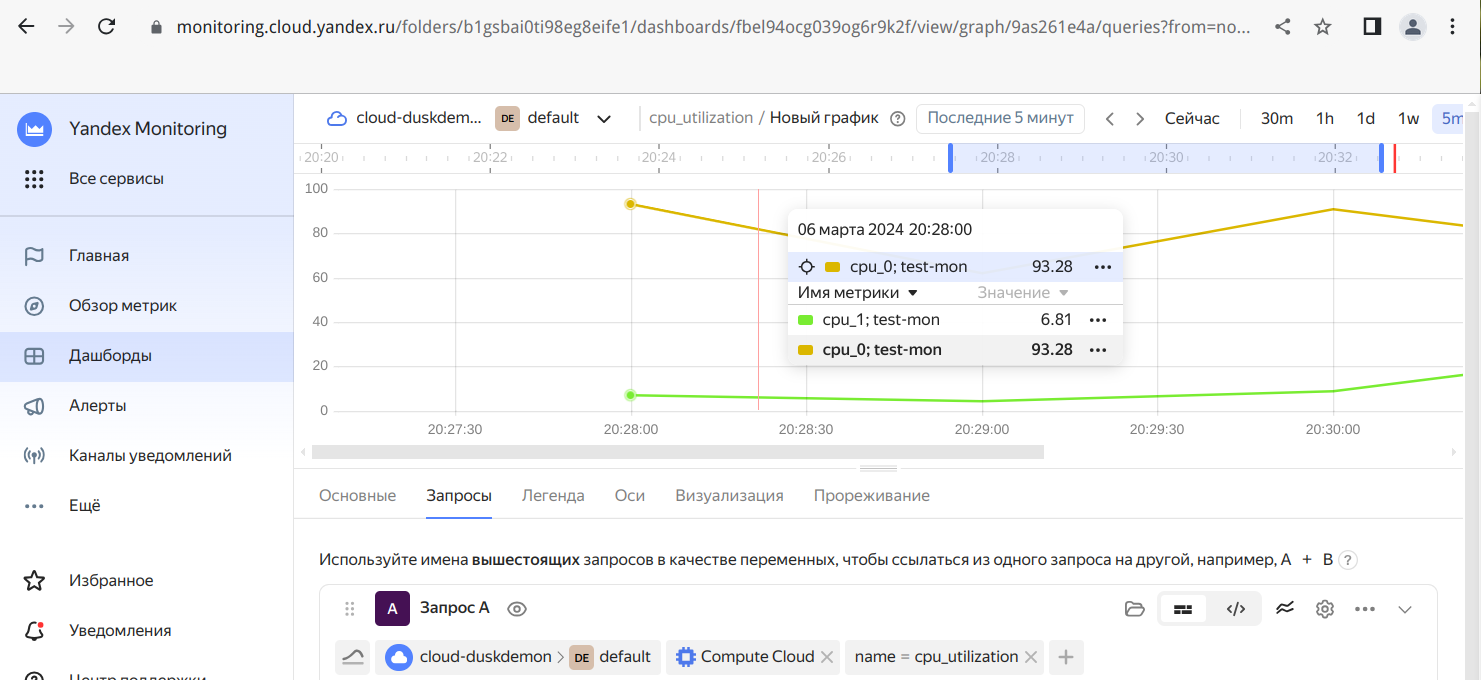 monitoring.cloud.yandex.ru/folders/b1gsbai0ti98eg8eife1/dashboards/fbel94ocg039og6r9k2f/view/graph/9as261e4a/queries?from=no...
Yandex Monitoring
Все сервисы
Главная
Обзор метрик
Дашборды
Алерты
Каналы уведомлений
Ещё
Избранное
Уведомления
Центр поддержки
cloud-duskdem... DE default cpu_utilization / Новый график ? Последние 5 минут Сейчас 30m 1h 1d 1w 5m
20:20 20:22 20:24 20:26 20:28 20:30 20:32
100
80
60
40
20
0
06 марта 2024 20:28:00
cpu_0; test-mon 93.28
Имя метрики Значение
cpu_1; test-mon 6.81
cpu_0; test-mon 93.28
20:27:30 20:28:00 20:28:30 20:29:00 20:29:30 20:30:00
Основные Запросы Легенда Оси Визуализация Прореживание
Используйте имена вышестоящих запросов в качестве переменных, чтобы ссылаться из одного запроса на другой, например, A + B ?
A Запрос A </>
cloud-duskdemon > DE default Compute Cloud name = cpu_utilization +